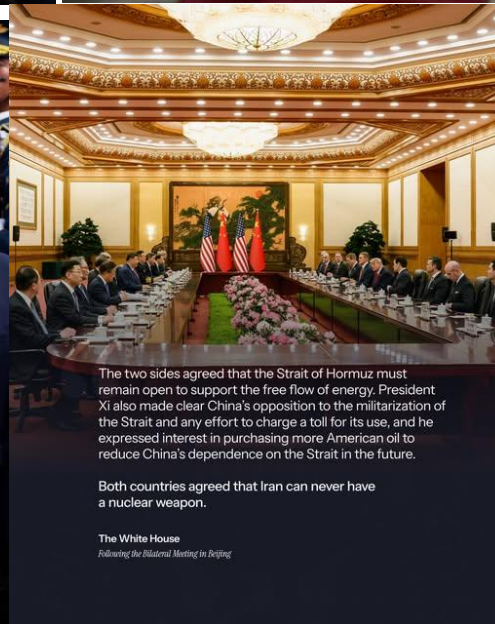 The two sides agreed that the Strait of Hormuz must
remain open to support the free flow of energy. President
Xi also made clear China's opposition to the militarization of
the Strait and any effort to charge a toll for its use, and he
expressed interest in purchasing more American oil to
reduce China's dependence on the Strait in the future.
Both countries agreed that Iran can never have
a nuclear weapon.
The White House
Following the Bilateral Meeting in Beijing